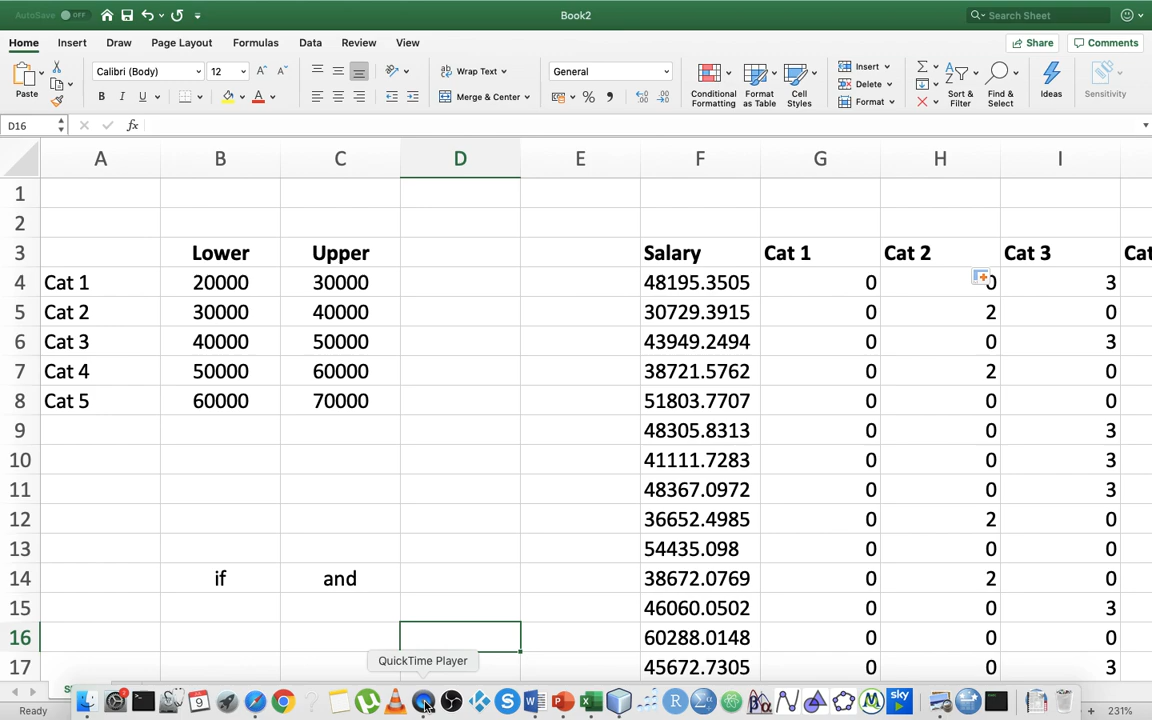 AutoSave OFF Book2 Search Sheet
Home Insert Draw Page Layout Formulas Data Review View Share Comments
Paste Calibri (Body) 12 A A Wrap Text General Insert
B I U A Merge & Center % Conditional Formatting Format as Table Cell Styles Delete Format Sort & Filter Find & Select Ideas Sensitivity
D16 fx
A B C D E F G H I
1
2
3 Lower Upper Salary Cat 1 Cat 2 Cat 3
4 Cat 1 20000 30000 48195.3505 0 0 3
5 Cat 2 30000 40000 30729.3915 0 2 0
6 Cat 3 40000 50000 43949.2494 0 0 3
7 Cat 4 50000 60000 38721.5762 0 2 0
8 Cat 5 60000 70000 51803.7707 0 0 0
9 48305.8313 0 0 3
10 41111.7283 0 0 3
11 48367.0972 0 0 3
12 36652.4985 0 2 0
13 54435.098 0 0 0
14 if and 38672.0769 0 2 0
15 46060.0502 0 0 3
16 60288.0148 0 0 0
17 45672.7305 0 0 3
QuickTime Player
sky
Ready 231%